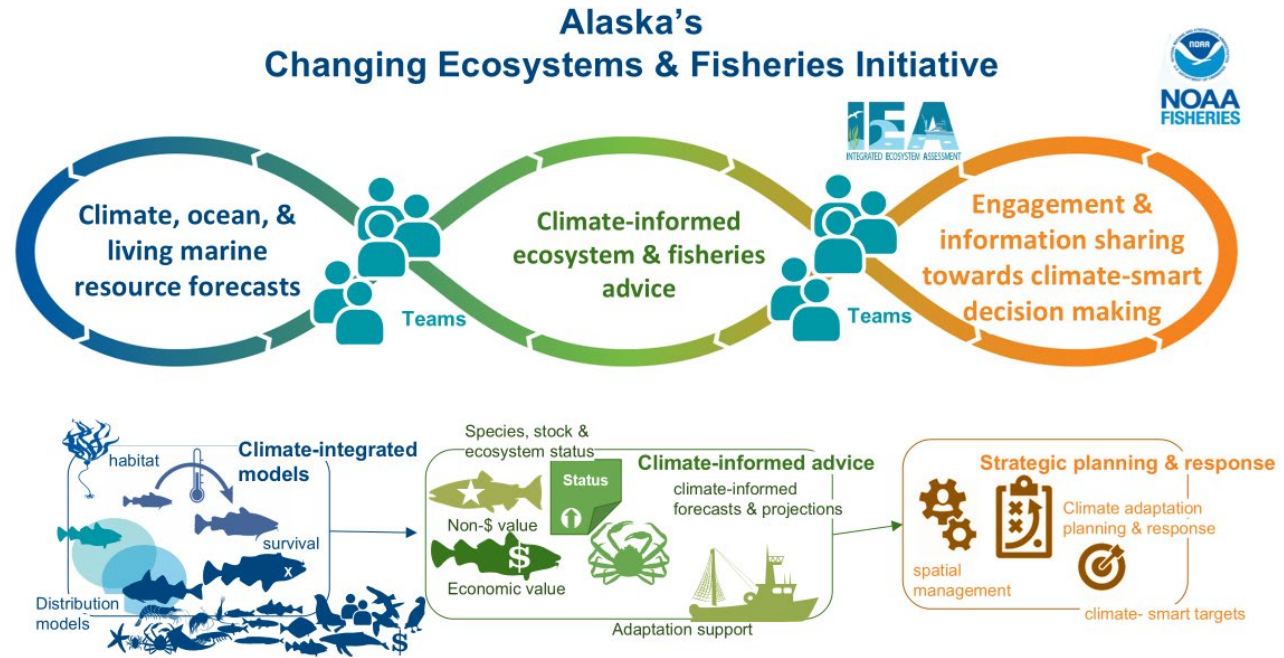 Alaska's
Changing Ecosystems & Fisheries Initiative
NOAA
NOAA
FISHERIES
IEA
INTEGRATED ECOSYSTEM ASSESSMENT
Climate, ocean, &
living marine
resource forecasts
Teams
Climate-informed
ecosystem & fisheries
advice
Teams
Engagement &
information sharing
towards climate-smart
decision making
habitat
Climate-integrated
models
survival
x
Distribution
models
$
Species, stock &
ecosystem status
Status
Non-$ value
$
Economic value
Climate-informed advice
climate-informed
forecasts & projections
Adaptation support
Strategic planning & response
Climate adaptation
planning & response
spatial
management
climate- smart targets